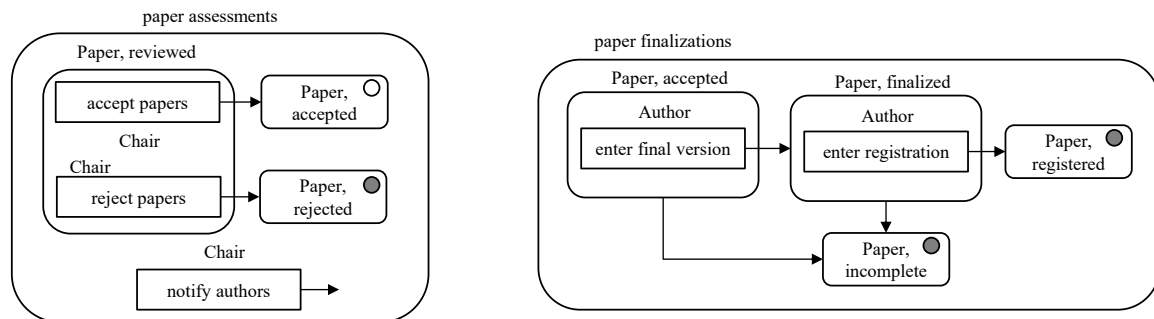 paper assessments
Paper, reviewed
accept papers
Paper,
accepted
Chair
Chair
reject papers
Paper,
rejected
Chair
notify authors
paper finalizations
Paper, accepted
Author
enter final version
Paper, finalized
Author
enter registration
Paper,
registered
Paper,
incomplete